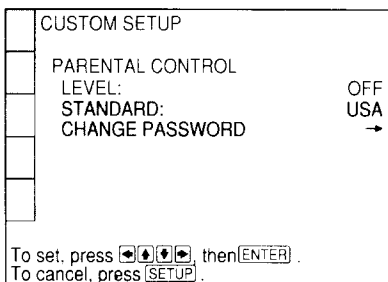 CUSTOM SETUP
PARENTAL CONTROL
LEVEL: OFF
STANDARD: USA
CHANGE PASSWORD →
To set, press ←↑↓→, then ENTER .
To cancel, press SETUP .